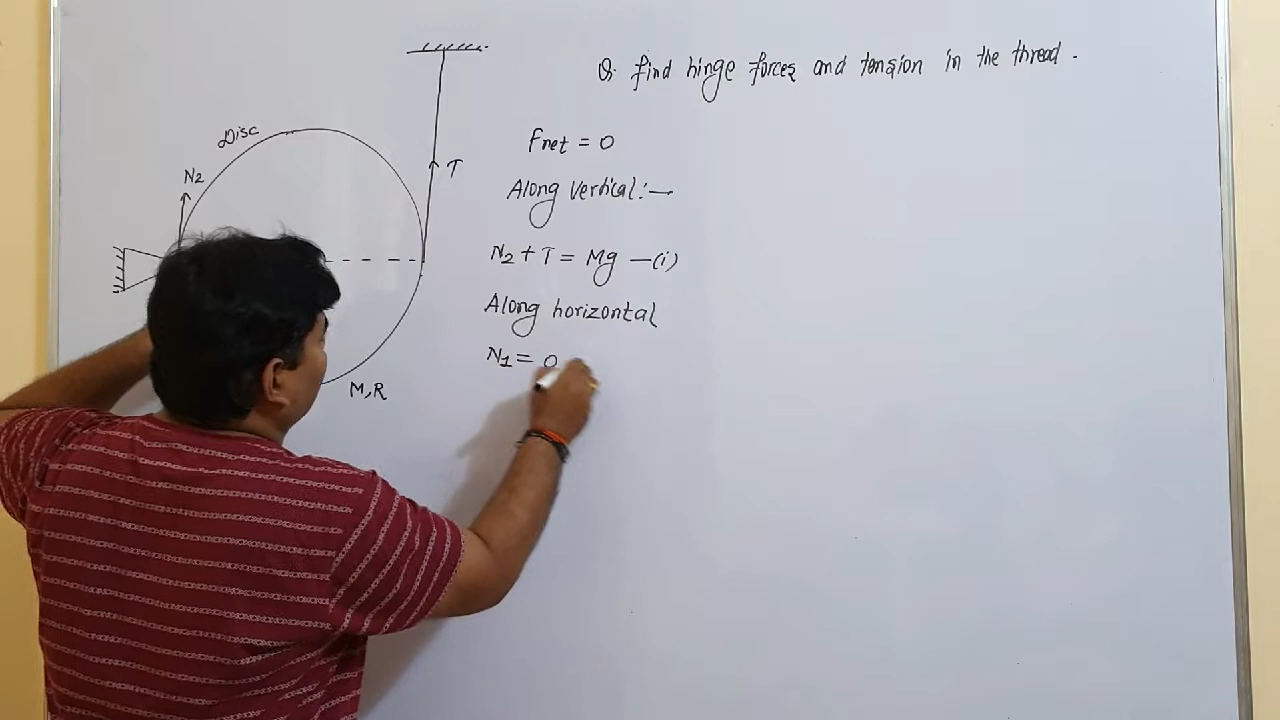 Q. find hinge forces and tension in the thread.
Disc
N2
T
M,R
fnet = 0
Along vertical:—
N2 + T = Mg —(i)
Along horizontal
N1 = 0